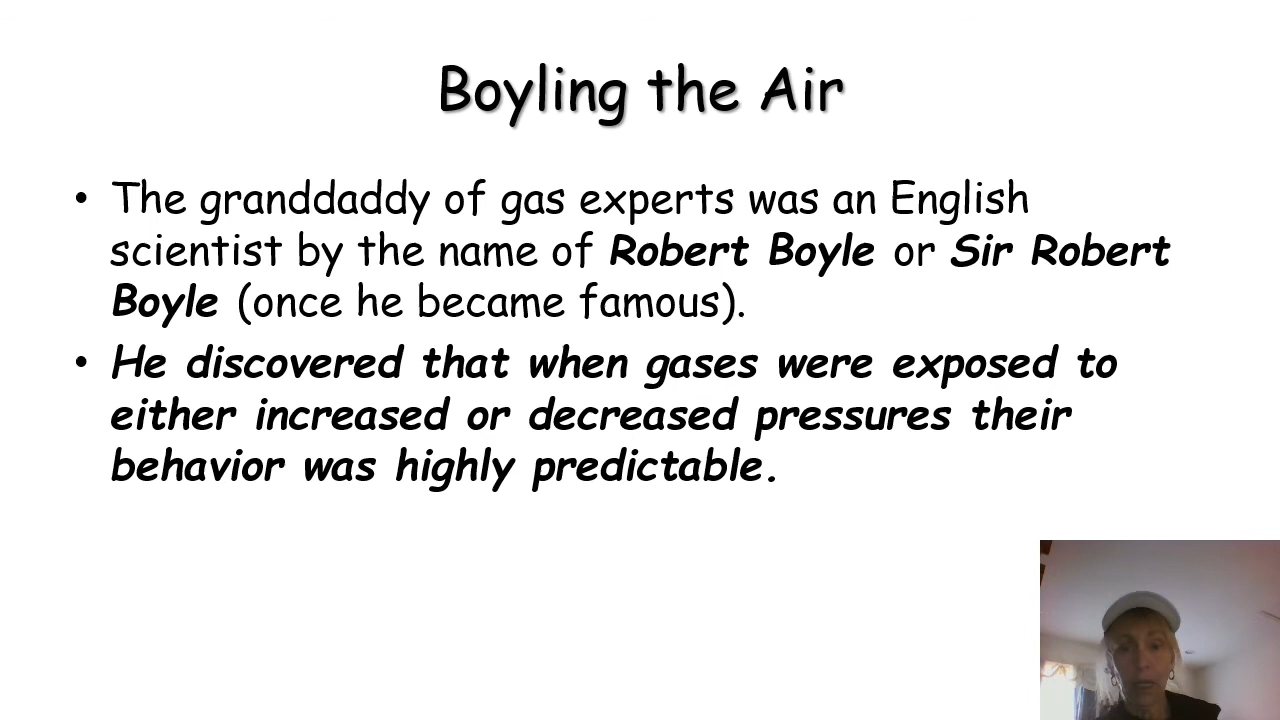 Boyling the Air
• The granddaddy of gas experts was an English
scientist by the name of Robert Boyle or Sir Robert
Boyle (once he became famous).
• He discovered that when gases were exposed to
either increased or decreased pressures their
behavior was highly predictable.